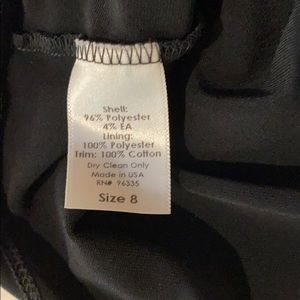 Shell:
96% Polyester
4% EA
Lining:
100% Polyester
Trim: 100% Cotton
Dry Clean Only
Made in USA
RN# 96335
Size 8